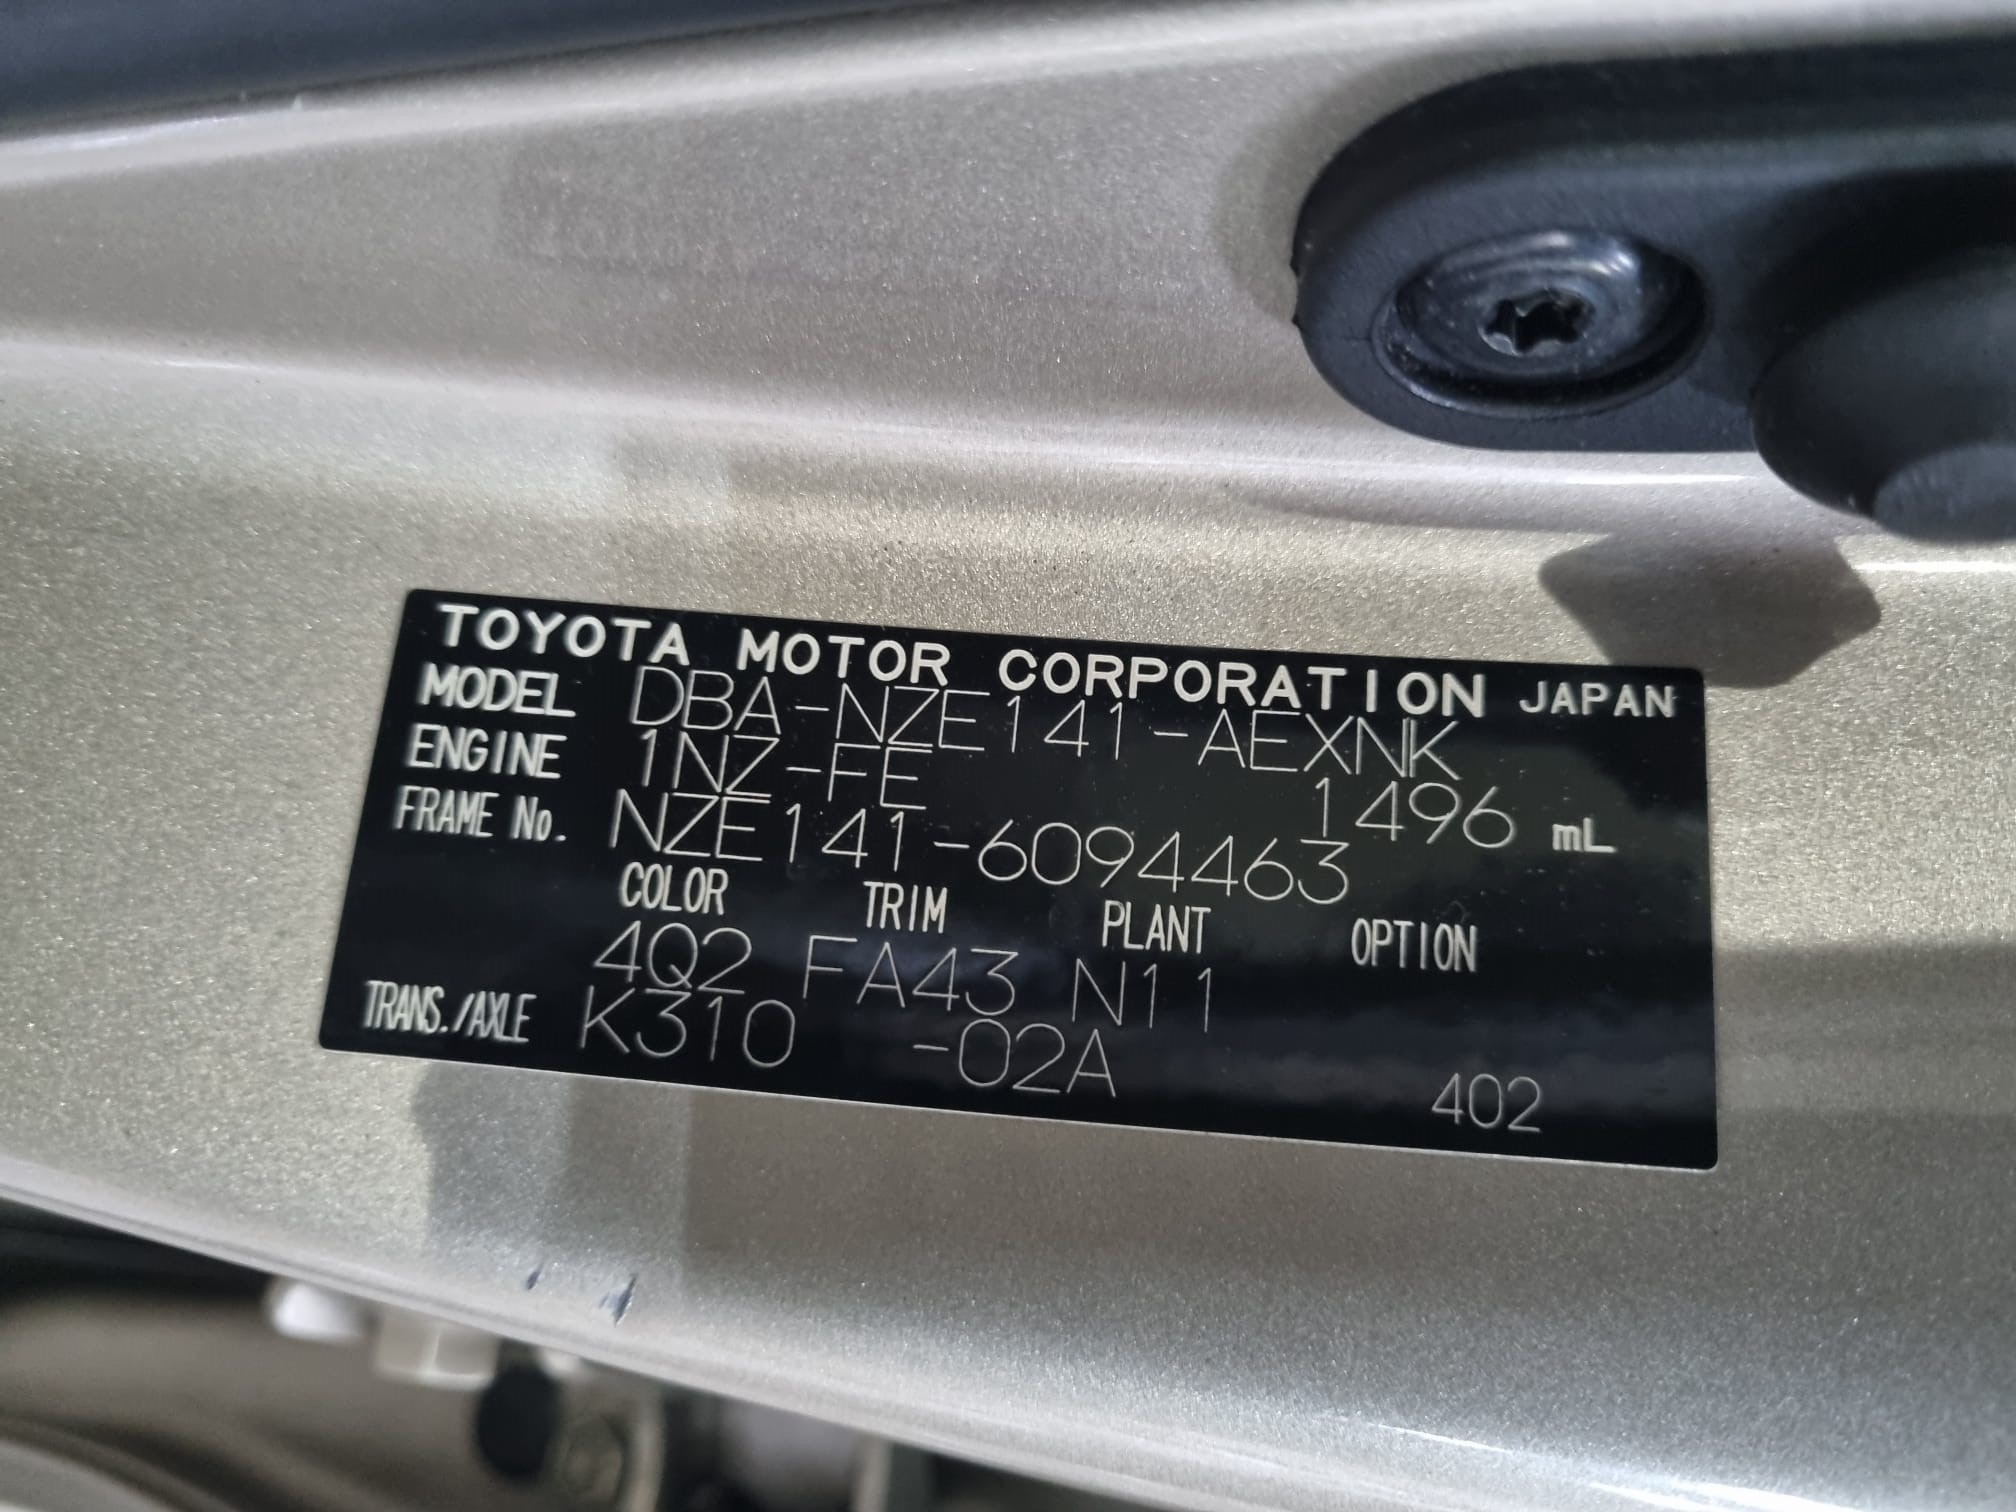 TOYOTA MOTOR CORPORATION JAPAN
MODEL DBA-NZE141-AEXNK
ENGINE 1NZ-FE 1496 mL
FRAME No. NZE141-6094463
COLOR TRIM PLANT OPTION
4Q2 FA43 N11
TRANS./AXLE K310 -02A
402